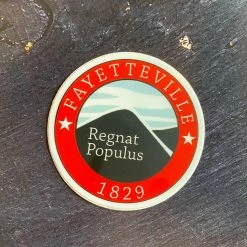 FAYETTEVILLE
Regnat
Populus
1829